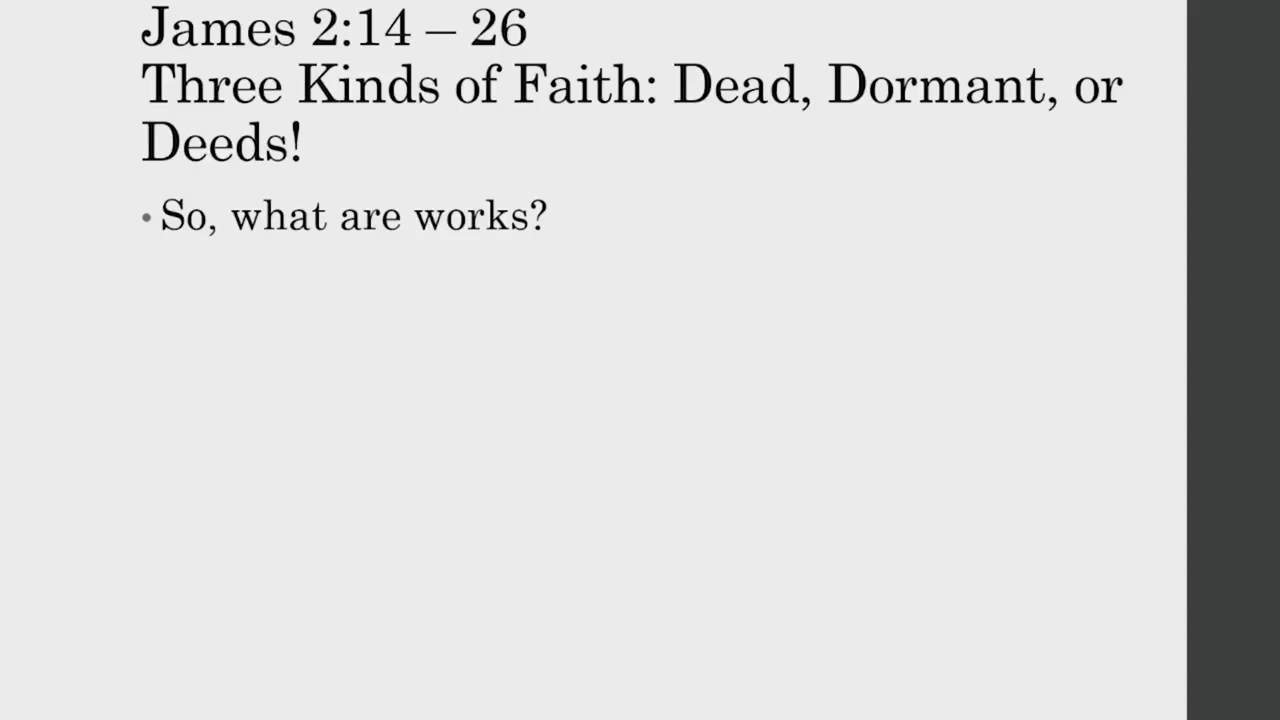 James 2:14 – 26
Three Kinds of Faith: Dead, Dormant, or
Deeds!
• So, what are works?